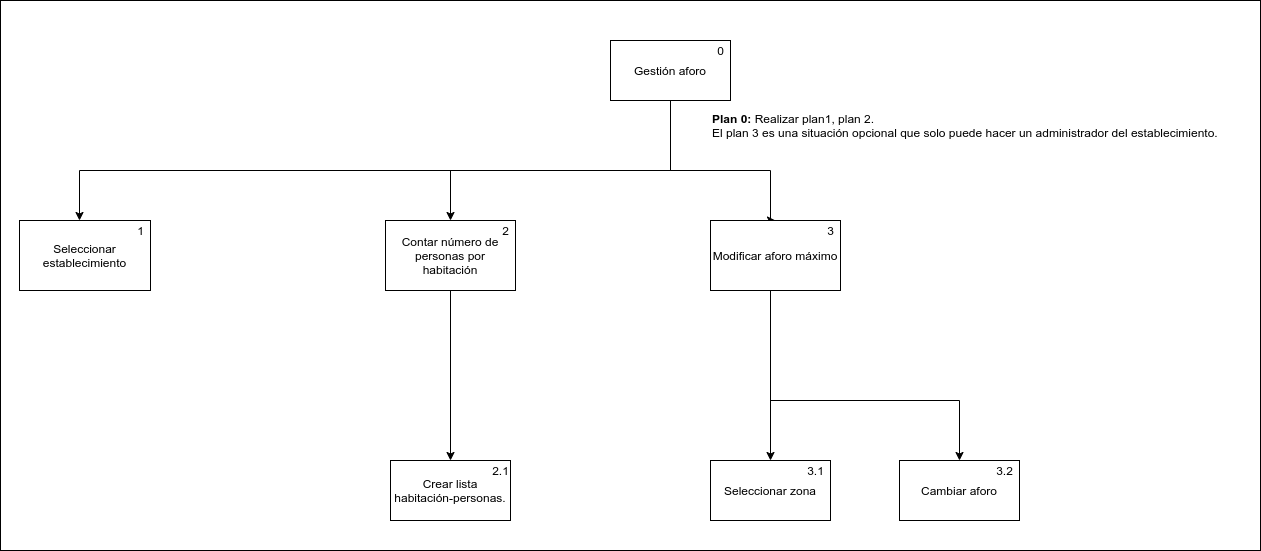 0
Gestión aforo
Plan 0: Realizar plan1, plan 2.
El plan 3 es una situación opcional que solo puede hacer un administrador del establecimiento.
1
Seleccionar
establecimiento
2
Contar número de
personas por
habitación
3
Modificar aforo máximo
2.1
Crear lista
habitación-personas.
3.1
Seleccionar zona
3.2
Cambiar aforo